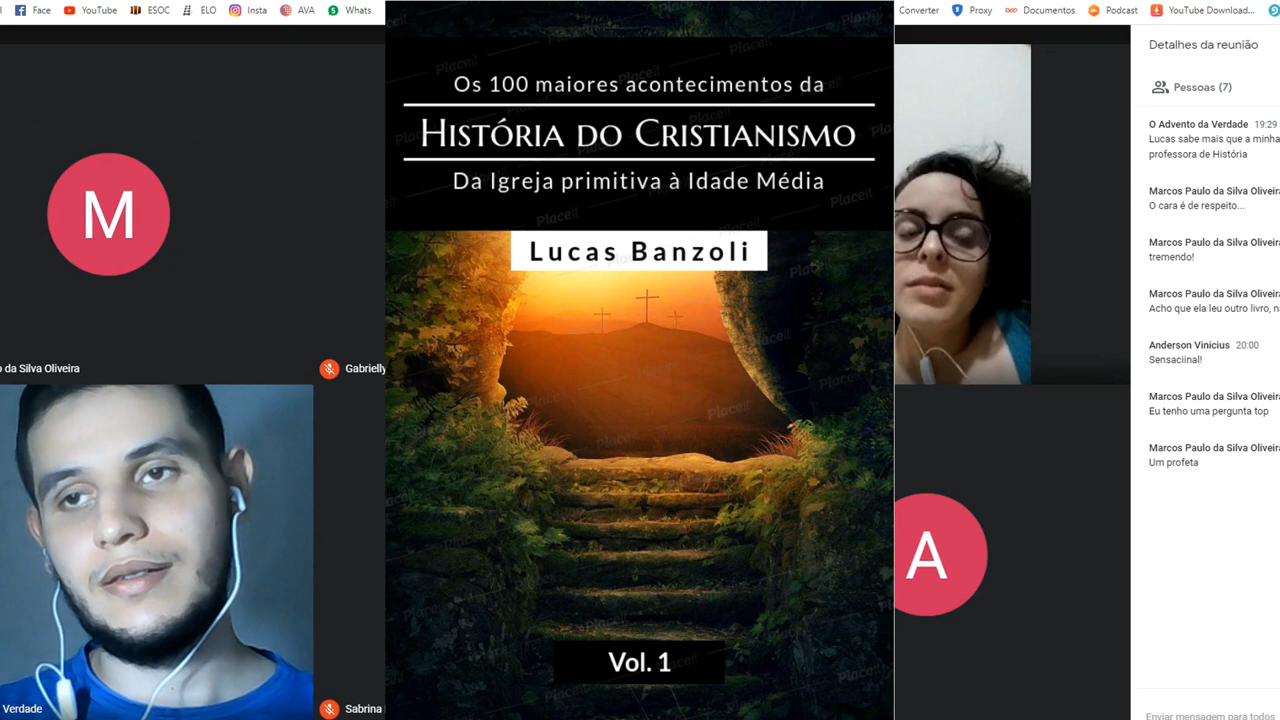 Face YouTube ESOC ELO Insta AVA Whats
M
da Silva Oliveira
Gabrielly
Verdade
Sabrina
Os 100 maiores acontecimentos da
HISTÓRIA DO CRISTIANISMO
Da Igreja primitiva à Idade Média
Lucas Banzoli
Vol. 1
Placeit
Converter Proxy Documentos Podcast YouTube Download...
A
Detalhes da reunião
Pessoas (7)
O Advento da Verdade 19:29
Lucas sabe mais que a minha
professora de História
Marcos Paulo da Silva Oliveira
O cara é de respeito...
Marcos Paulo da Silva Oliveira
tremendo!
Marcos Paulo da Silva Oliveira
Acho que ela leu outro livro, n
Anderson Vinicius 20:00
Sensaciinal!
Marcos Paulo da Silva Oliveira
Eu tenho uma pergunta top
Marcos Paulo da Silva Oliveira
Um profeta
Enviar mensagem para todos